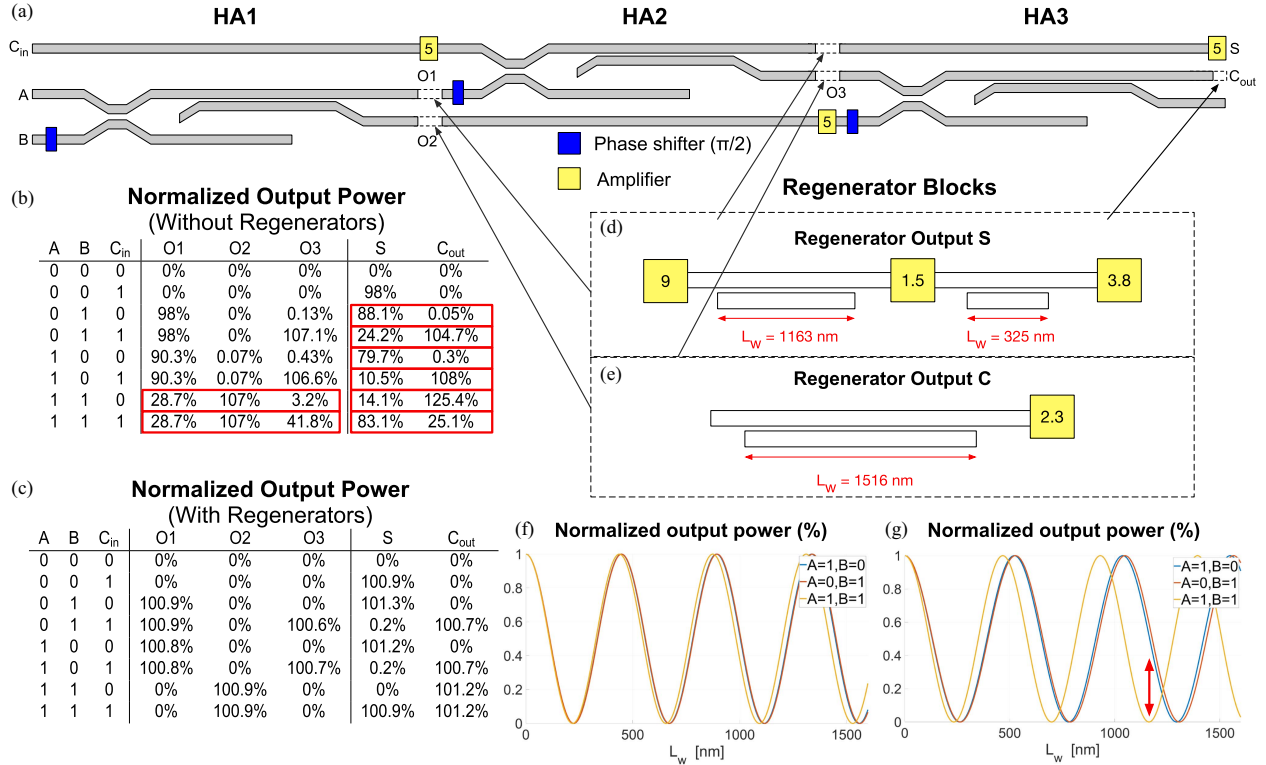 (a)
HA1 HA2 HA3
C_in 5 5 S
O1 C_out
A O3
B O2 5
Phase shifter (π/2)
Amplifier
(b) Normalized Output Power
(Without Regenerators)
A B C_in O1 O2 O3 S C_out
0 0 0 0% 0% 0% 0% 0%
0 0 1 0% 0% 0% 98% 0%
0 1 0 98% 0% 0.13% 88.1% 0.05%
0 1 1 98% 0% 107.1% 24.2% 104.7%
1 0 0 90.3% 0.07% 0.43% 79.7% 0.3%
1 0 1 90.3% 0.07% 106.6% 10.5% 108%
1 1 0 28.7% 107% 3.2% 14.1% 125.4%
1 1 1 28.7% 107% 41.8% 83.1% 25.1%
Regenerator Blocks
(d)
Regenerator Output S
9 1.5 3.8
L_W = 1163 nm L_W = 325 nm
(e)
Regenerator Output C
2.3
L_W = 1516 nm
(c) Normalized Output Power
(With Regenerators)
A B C_in O1 O2 O3 S C_out
0 0 0 0% 0% 0% 0% 0%
0 0 1 0% 0% 0% 100.9% 0%
0 1 0 100.9% 0% 0% 101.3% 0%
0 1 1 100.9% 0% 100.6% 0.2% 100.7%
1 0 0 100.8% 0% 0% 101.2% 0%
1 0 1 100.8% 0% 100.7% 0.2% 100.7%
1 1 0 0% 100.9% 0% 0% 101.2%
1 1 1 0% 100.9% 0% 100.9% 101.2%
(f) Normalized output power (%)
A=1,B=0
A=0,B=1
A=1,B=1
1
0.8
0.6
0.4
0.2
0
0 500 1000 1500
L_w [nm]
(g) Normalized output power (%)
A=1,B=0
A=0,B=1
A=1,B=1
1
0.8
0.6
0.4
0.2
0
0 500 1000 1500
L_w [nm]